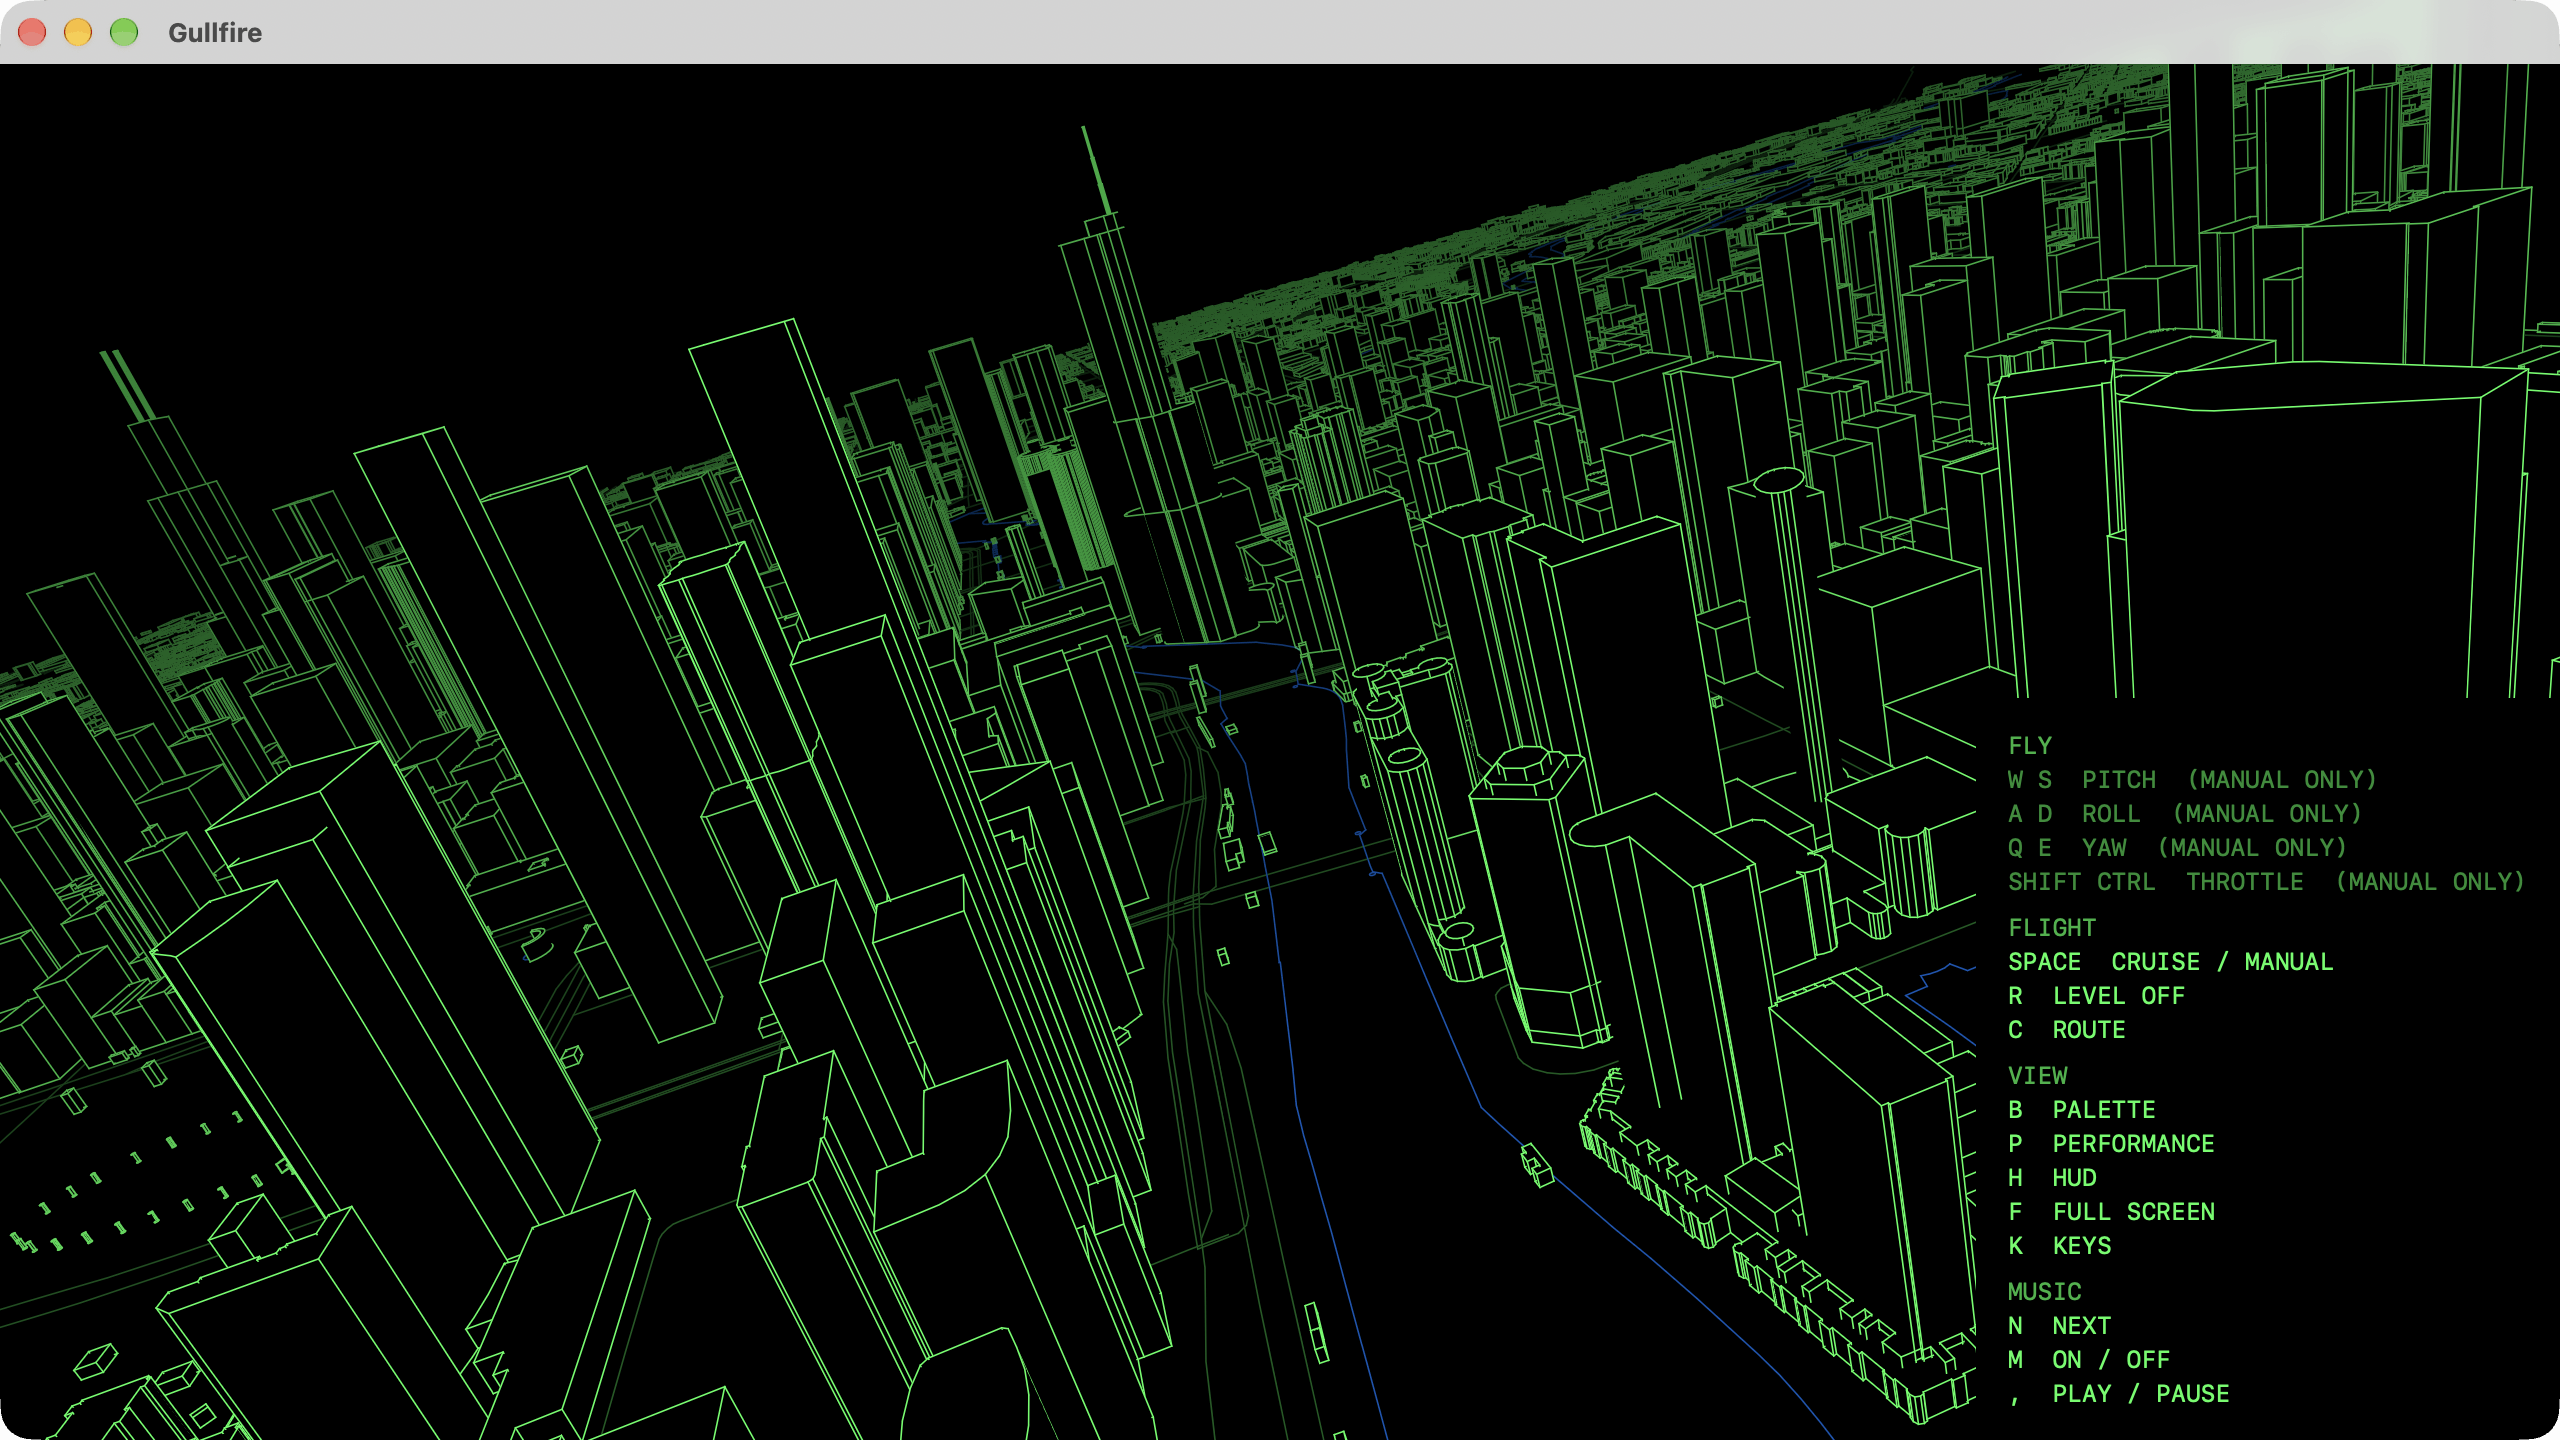 Gullfire
FLY
W S  PITCH  (MANUAL ONLY)
A D  ROLL  (MANUAL ONLY)
Q E  YAW  (MANUAL ONLY)
SHIFT CTRL  THROTTLE  (MANUAL ONLY)
FLIGHT
SPACE  CRUISE / MANUAL
R  LEVEL OFF
C  ROUTE
VIEW
B  PALETTE
P  PERFORMANCE
H  HUD
F  FULL SCREEN
K  KEYS
MUSIC
N  NEXT
M  ON / OFF
,  PLAY / PAUSE